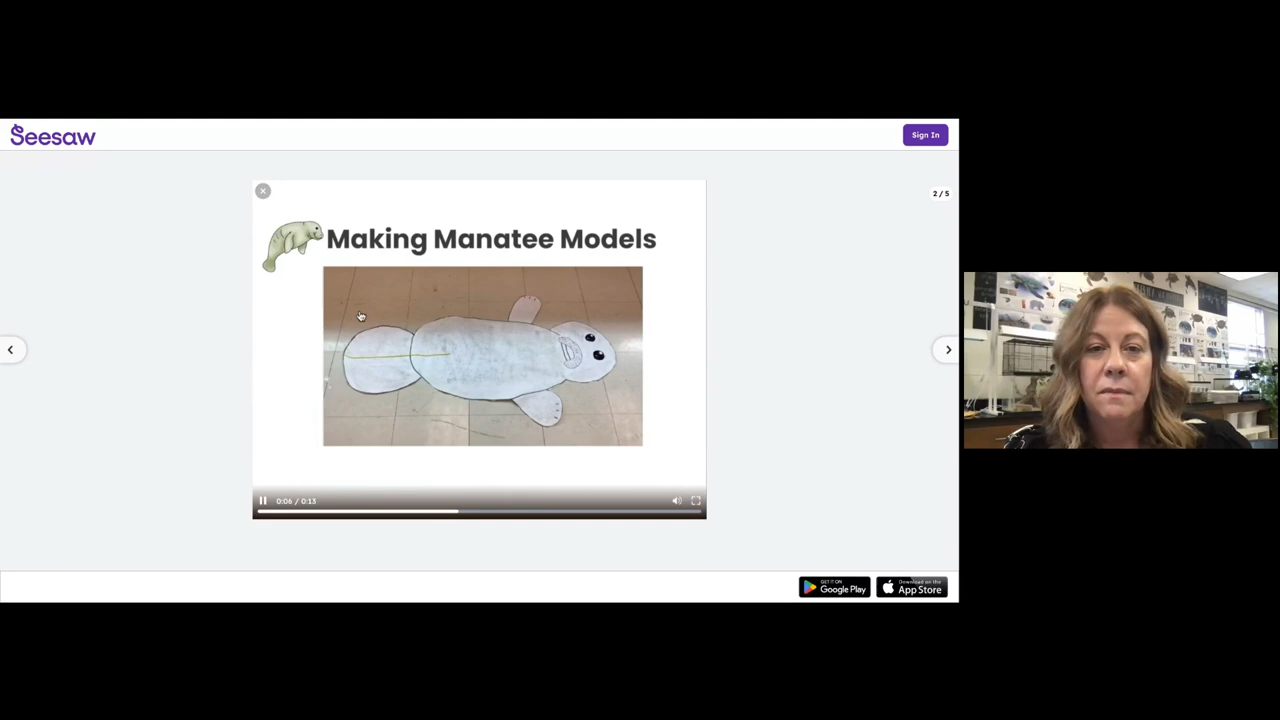 Seesaw
Sign In
2 / 5
Making Manatee Models
0:06 / 0:13
GET IT ON
Google Play
Download on the
App Store